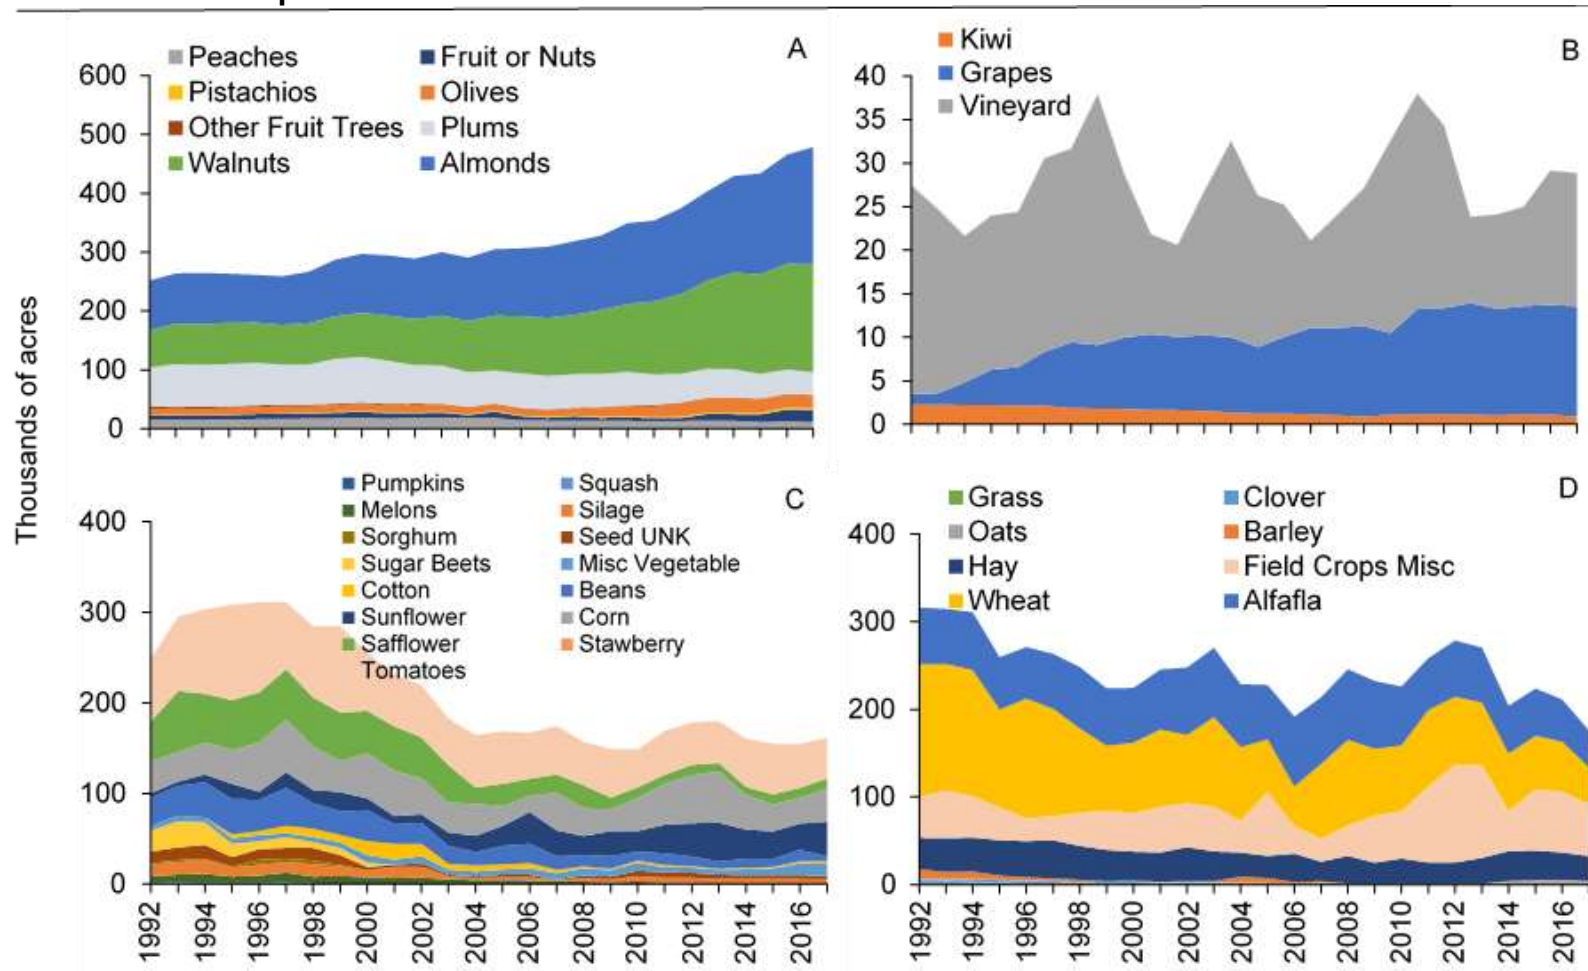 Thousands of acres
A
Peaches Fruit or Nuts
Pistachios Olives
Other Fruit Trees Plums
Walnuts Almonds
600
500
400
300
200
100
0
B
Kiwi
Grapes
Vineyard
40
35
30
25
20
15
10
5
0
C
Pumpkins Squash
Melons Silage
Sorghum Seed UNK
Sugar Beets Misc Vegetable
Cotton Beans
Sunflower Corn
Safflower Stawberry
Tomatoes
400
300
200
100
0
1992 1994 1996 1998 2000 2002 2004 2006 2008 2010 2012 2014 2016
D
Grass Clover
Oats Barley
Hay Field Crops Misc
Wheat Alfafla
400
300
200
100
0
1992 1994 1996 1998 2000 2002 2004 2006 2008 2010 2012 2014 2016